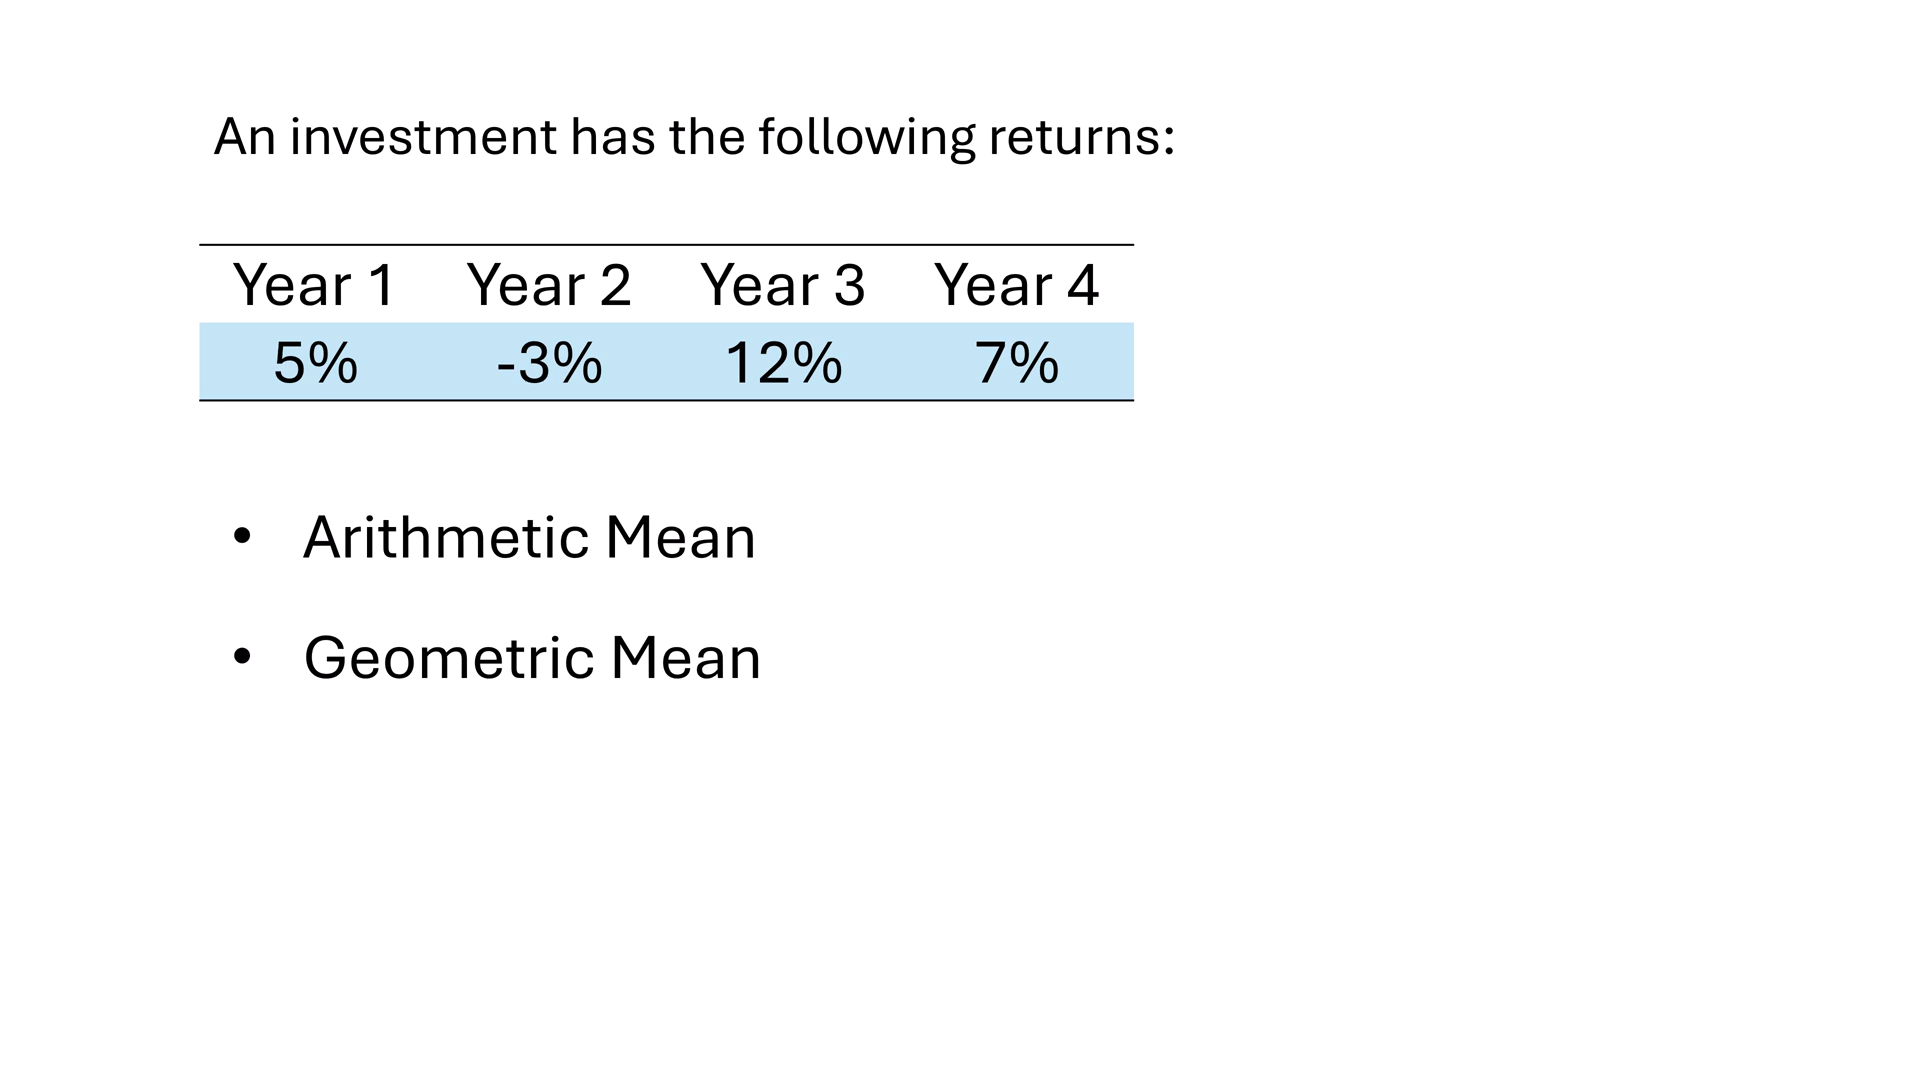 An investment has the following returns:
Year 1 Year 2 Year 3 Year 4
5% -3% 12% 7%
• Arithmetic Mean
• Geometric Mean